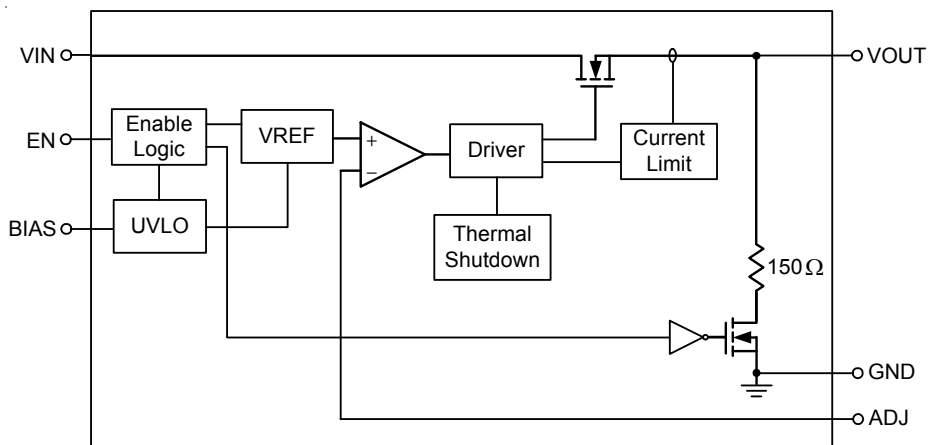 VIN
VOUT
EN
Enable
Logic
VREF
+
−
Driver
Current
Limit
BIAS
UVLO
Thermal
Shutdown
150Ω
GND
ADJ